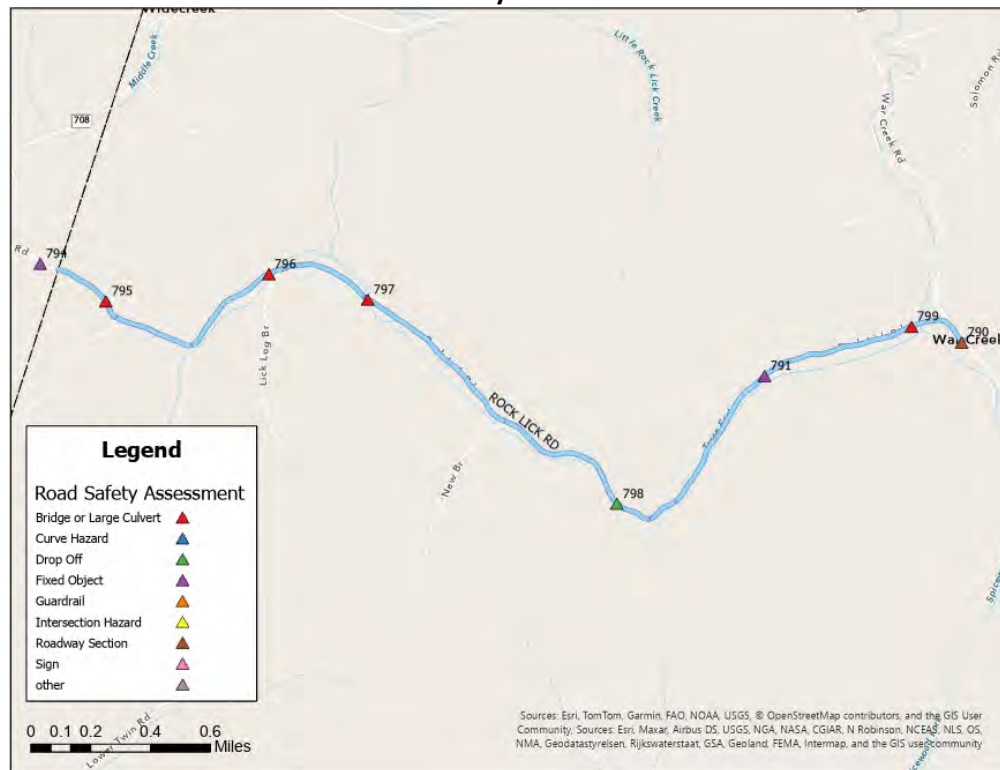 Widecreek
Middle Creek
Little Rock Lick Creek
Solomon Rd
708
War Creek Rd
Rd
794
796
795
797
799
790
War Creek
791
Lick Log Br
ROCK LICK RD
New Br
798
Legend
Road Safety Assessment
Bridge or Large Culvert
Curve Hazard
Drop Off
Fixed Object
Guardrail
Intersection Hazard
Roadway Section
Sign
other
0 0.1 0.2 0.4 0.6
Miles
Lower Twin Rd
Sources: Esri, TomTom, Garmin, FAO, NOAA, USGS, © OpenStreetMap contributors, and the GIS User
Community, Sources: Esri, Maxar, Airbus DS, USGS, NGA, NASA, CGIAR, N Robinson, NCEAS, NLS, OS,
NMA, Geodatastyrelsen, Rijkswaterstaat, GSA, Geoland, FEMA, Intermap, and the GIS user community